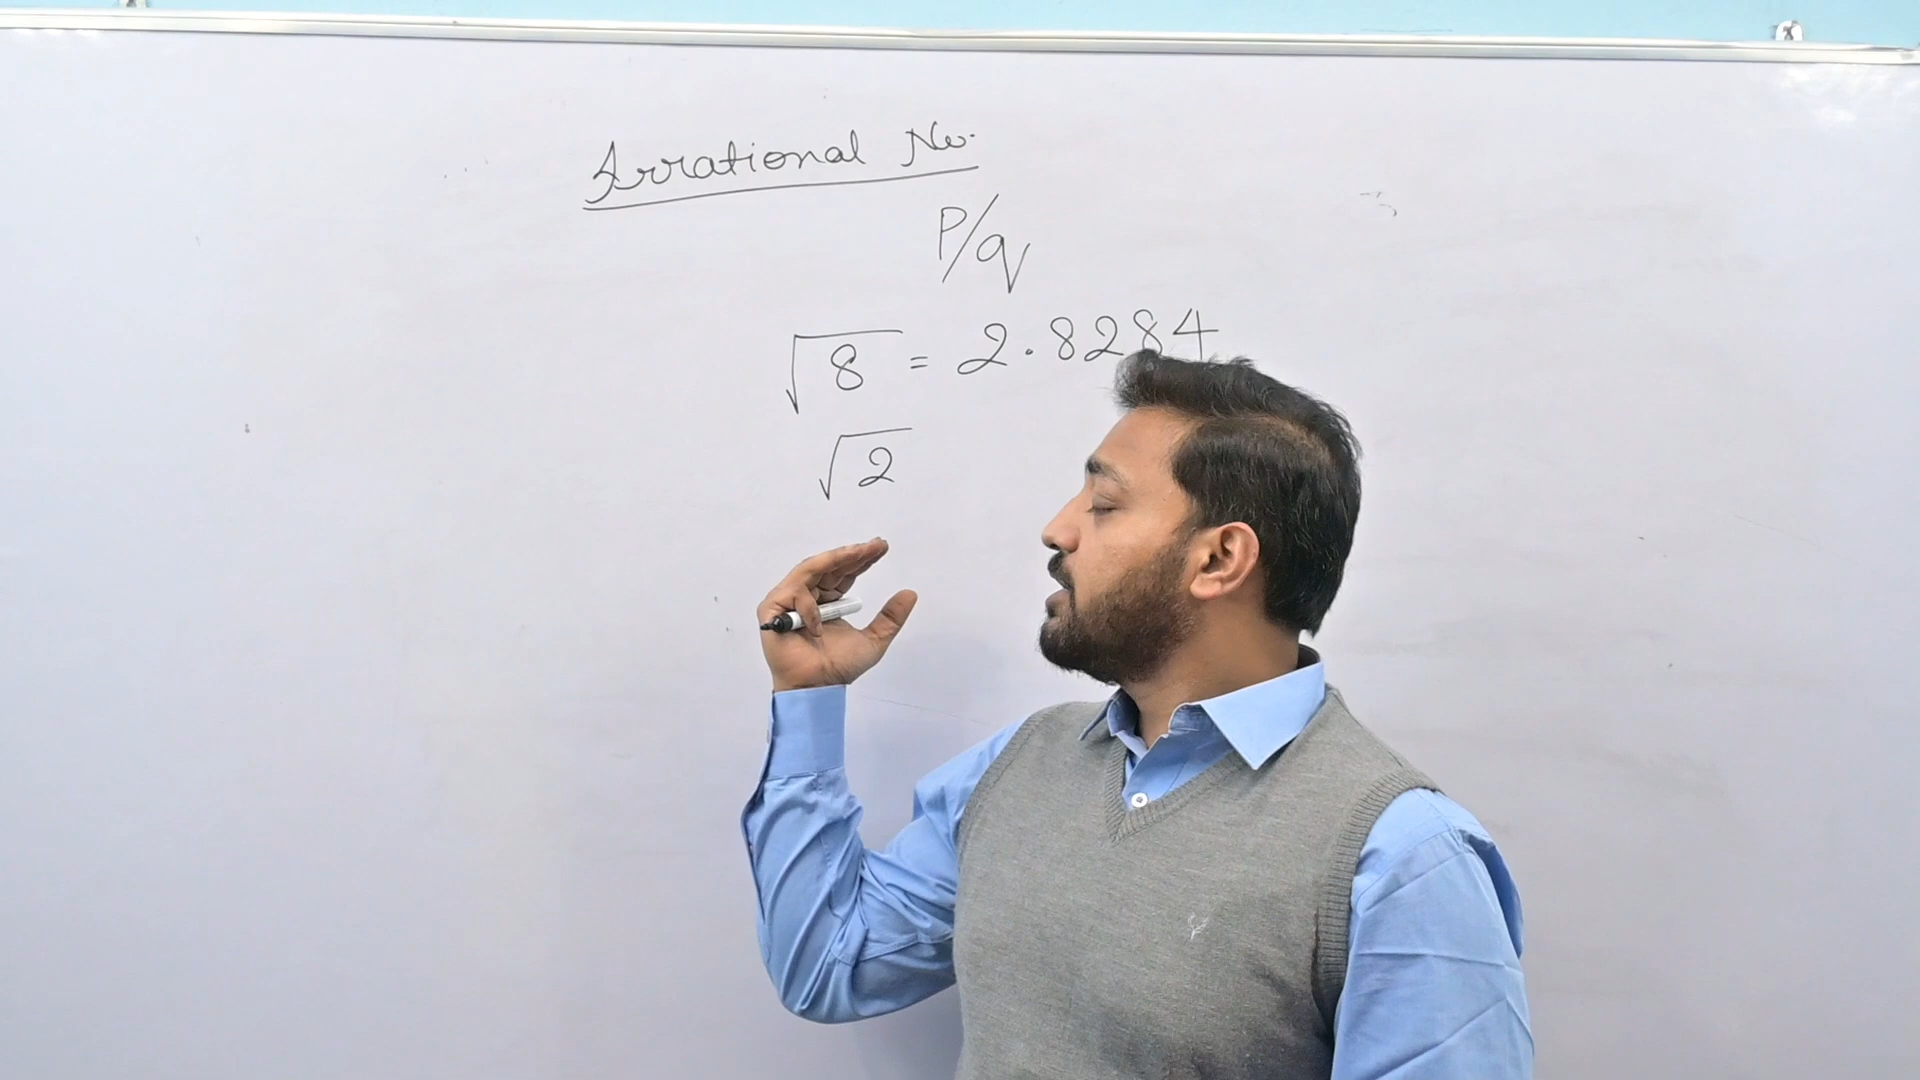 Irrational No.
P/q
√8 = 2.8284
√2